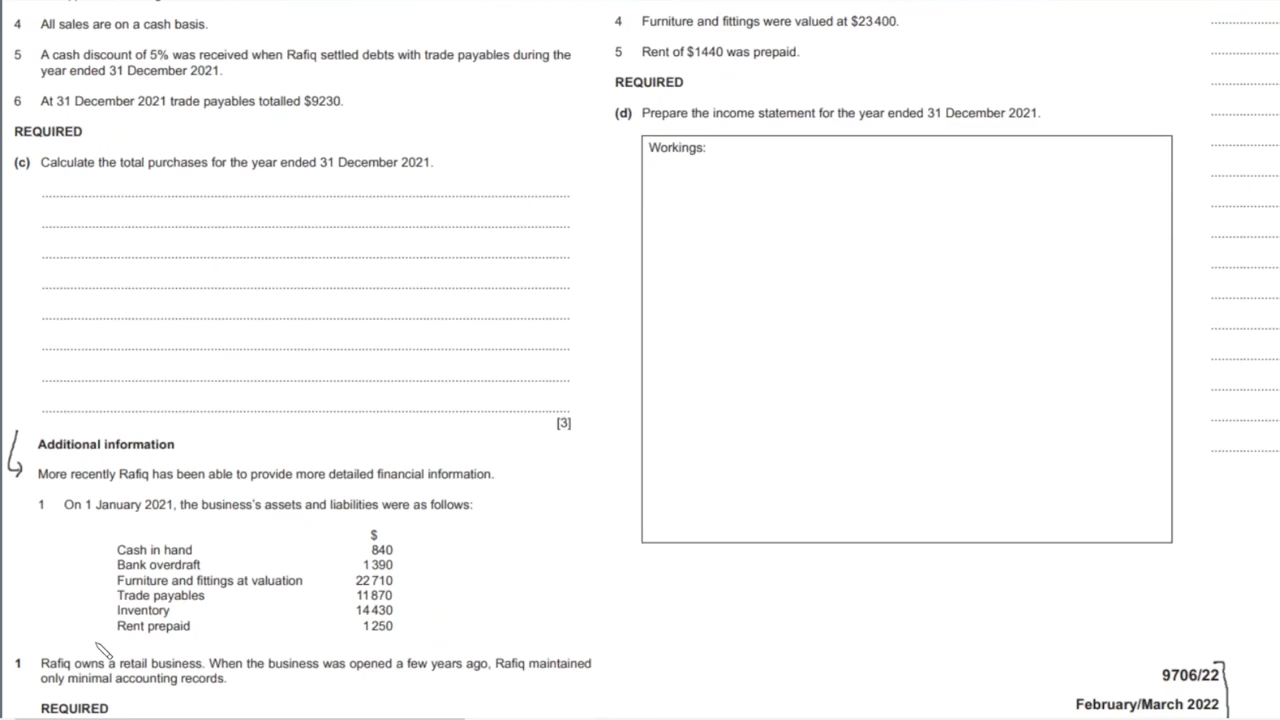 4 All sales are on a cash basis.
5 A cash discount of 5% was received when Rafiq settled debts with trade payables during the
year ended 31 December 2021.
6 At 31 December 2021 trade payables totalled $9230.
REQUIRED
(c) Calculate the total purchases for the year ended 31 December 2021.
[3]
Additional information
More recently Rafiq has been able to provide more detailed financial information.
1 On 1 January 2021, the business's assets and liabilities were as follows:
$
Cash in hand 840
Bank overdraft 1390
Furniture and fittings at valuation 22710
Trade payables 11870
Inventory 14430
Rent prepaid 1250
1 Rafiq owns a retail business. When the business was opened a few years ago, Rafiq maintained
only minimal accounting records.
REQUIRED
4 Furniture and fittings were valued at $23400.
5 Rent of $1440 was prepaid.
REQUIRED
(d) Prepare the income statement for the year ended 31 December 2021.
Workings:
9706/22
February/March 2022